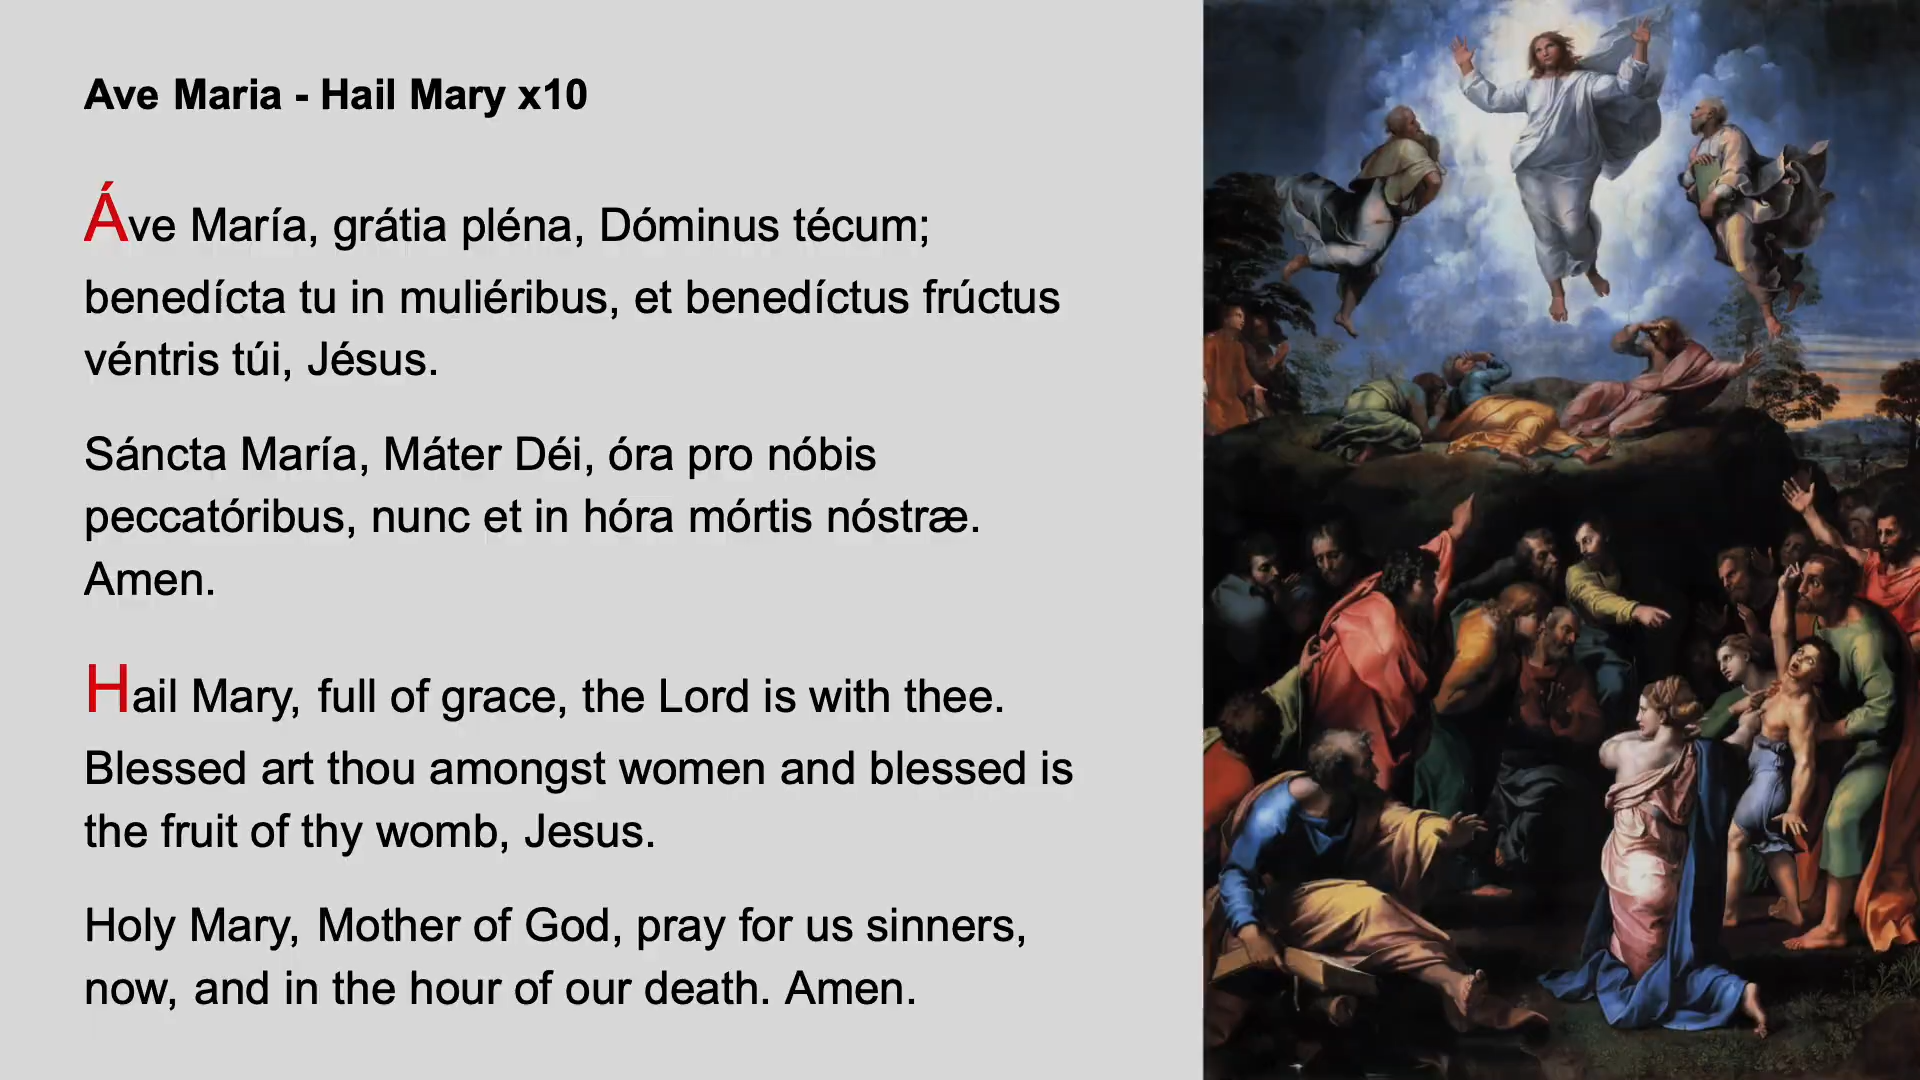 Ave Maria - Hail Mary x10
Áve María, grátia pléna, Dóminus técum;
benedícta tu in muliéribus, et benedíctus frúctus
véntris túi, Jésus.
Sáncta María, Máter Déi, óra pro nóbis
peccatóribus, nunc et in hóra mórtis nóstræ.
Amen.
Hail Mary, full of grace, the Lord is with thee.
Blessed art thou amongst women and blessed is
the fruit of thy womb, Jesus.
Holy Mary, Mother of God, pray for us sinners,
now, and in the hour of our death. Amen.